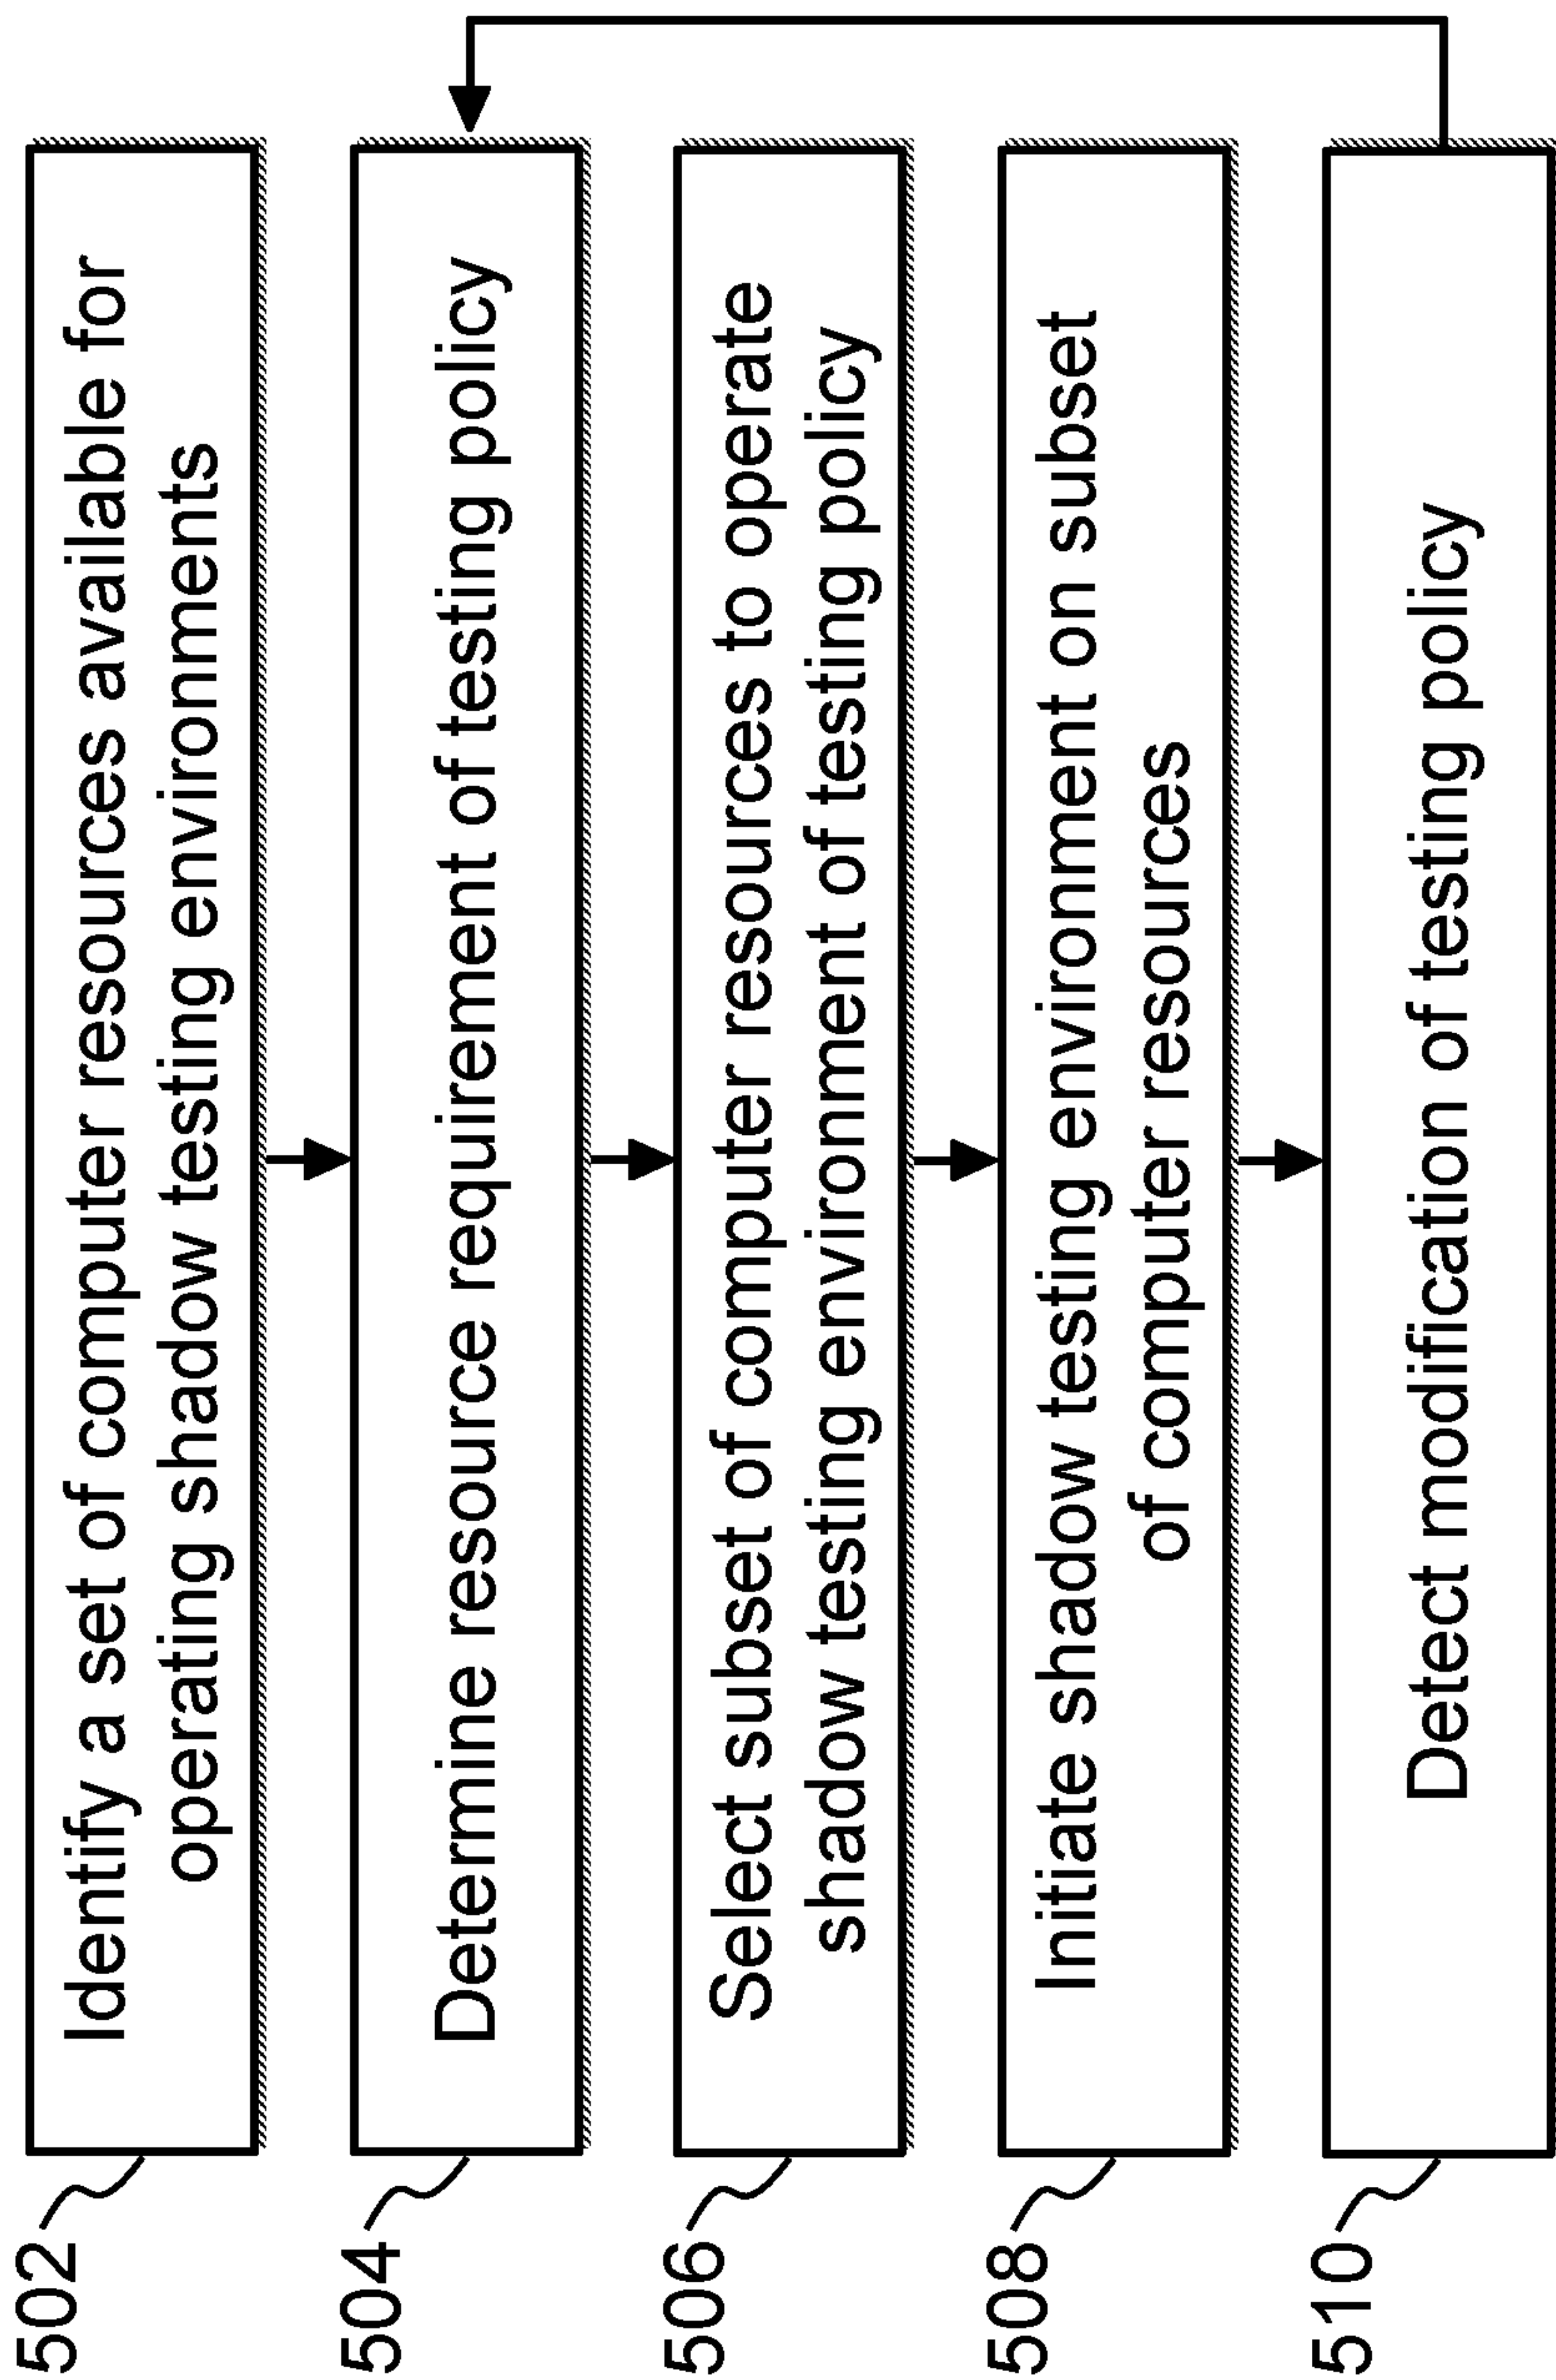 502
Identify a set of computer resources available for
operating shadow testing environments
504
Determine resource requirement of testing policy
506
Select subset of computer resources to operate
shadow testing environment of testing policy
508
Initiate shadow testing environment on subset
of computer resources
510
Detect modification of testing policy